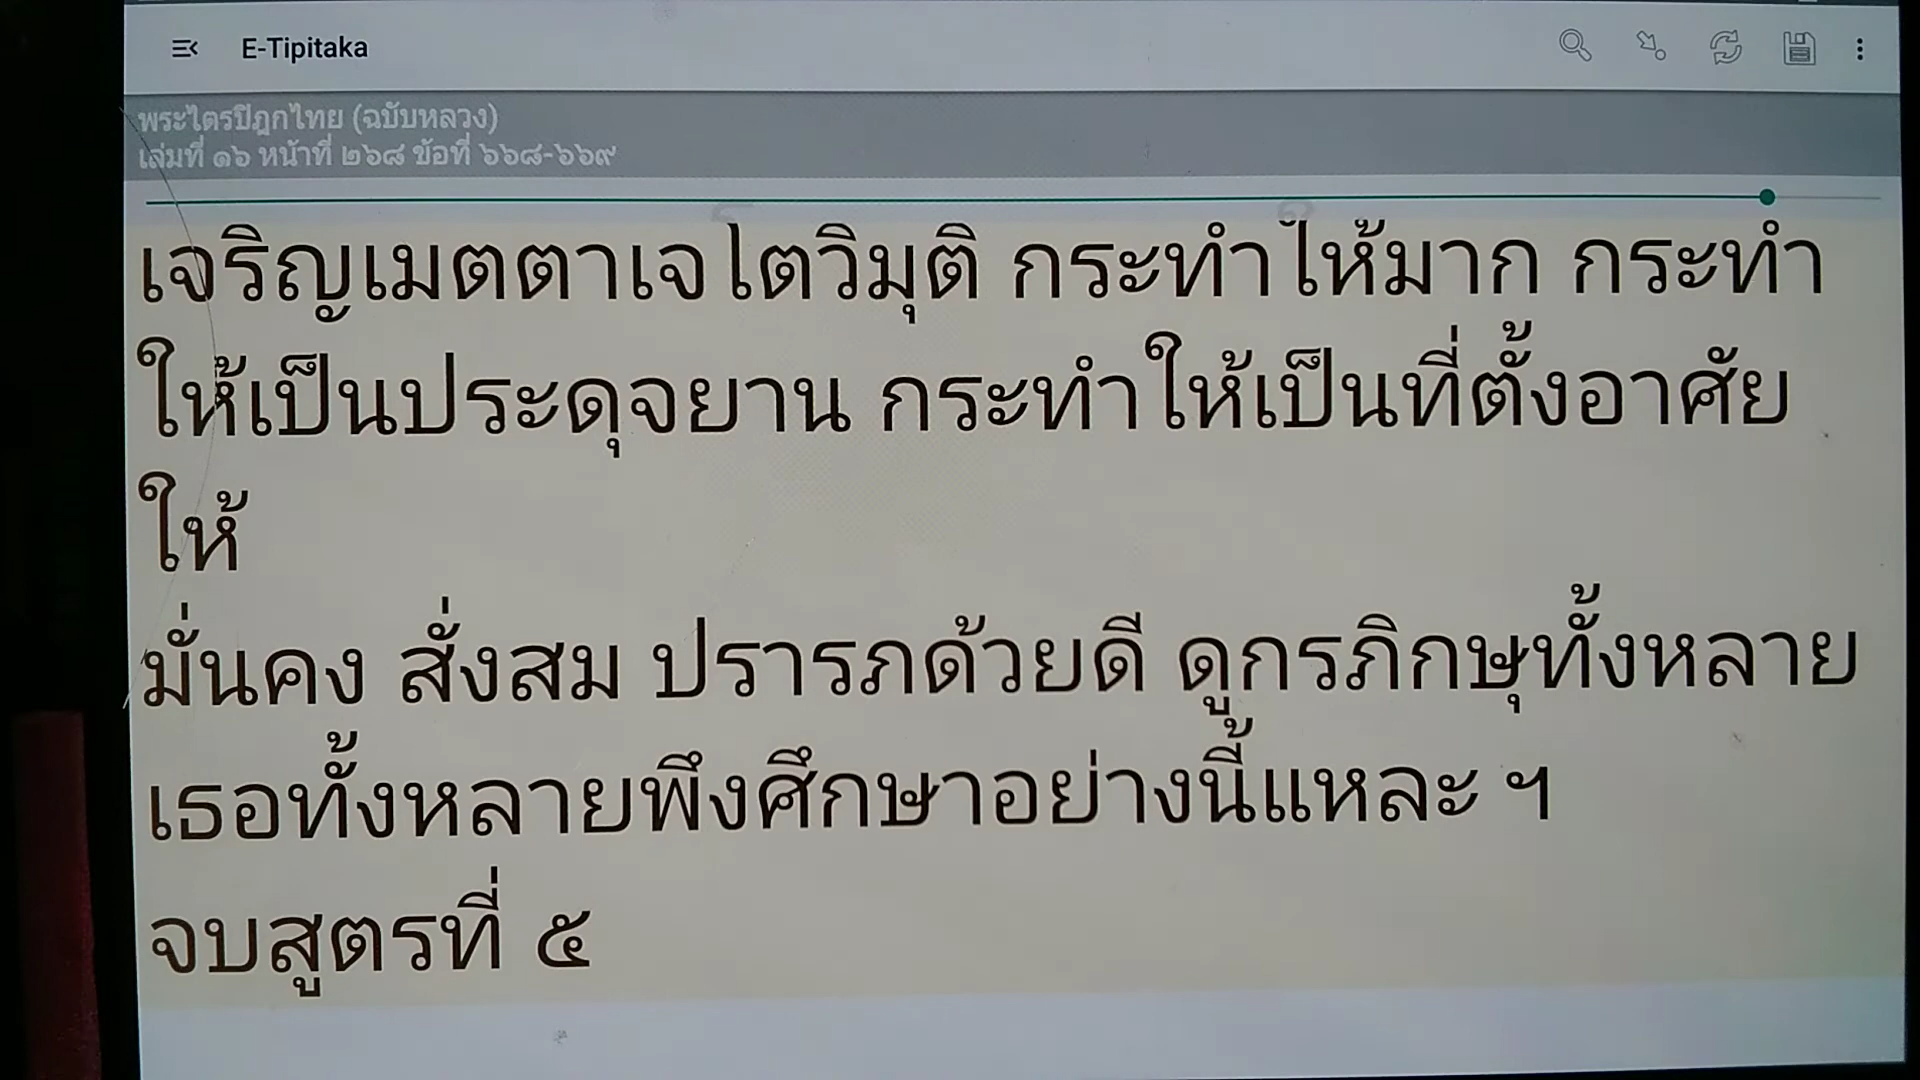 E-Tipitaka
พระไตรปิฎกไทย (ฉบับหลวง)
เล่มที่ ๑๖ หน้าที่ ๒๖๘ ข้อที่ ๖๖๘-๖๖๙
เจริญเมตตาเจโตวิมุติ กระทำให้มาก กระทำ
ให้เป็นประดุจยาน กระทำให้เป็นที่ตั้งอาศัย
ให้
มั่นคง สั่งสม ปรารภด้วยดี ดูกรภิกษุทั้งหลาย
เธอทั้งหลายพึงศึกษาอย่างนี้แหละ ฯ
จบสูตรที่ ๕